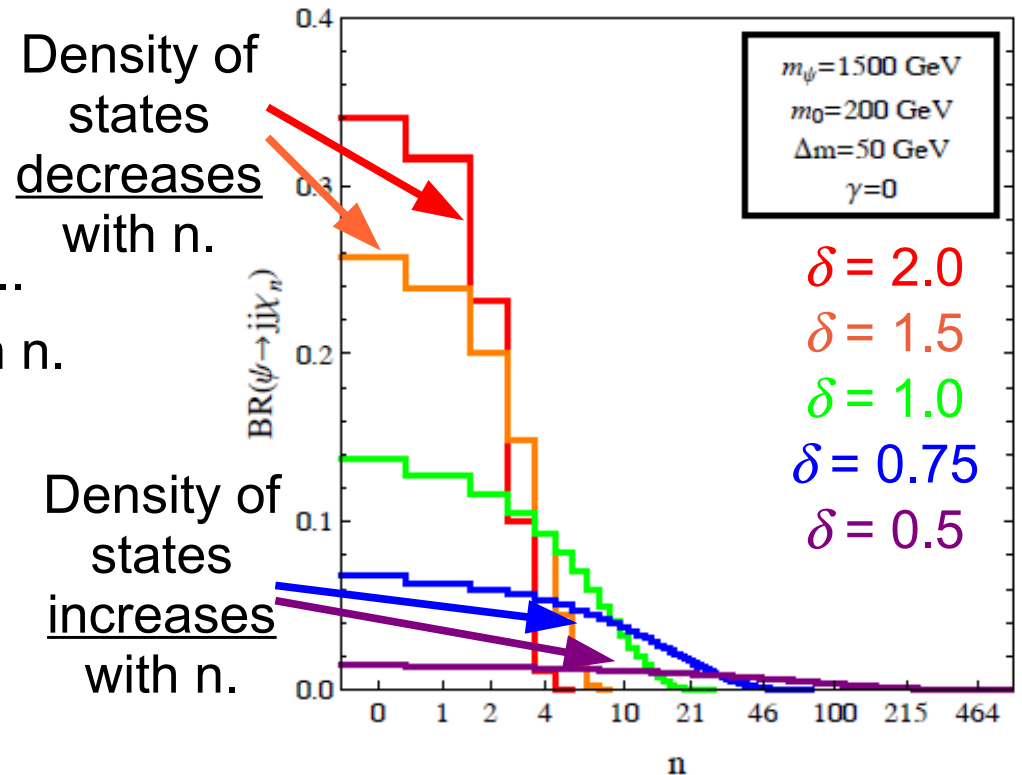 Density of
states
decreases
with n.
..
n n.
Density of
states
increases
with n.
BR(ψ→jjχₙ)
0.4
0.3
0.2
0.1
0.0
m_ψ=1500 GeV
m₀=200 GeV
Δm=50 GeV
γ=0
δ = 2.0
δ = 1.5
δ = 1.0
δ = 0.75
δ = 0.5
0 1 2 4 10 21 46 100 215 464
n